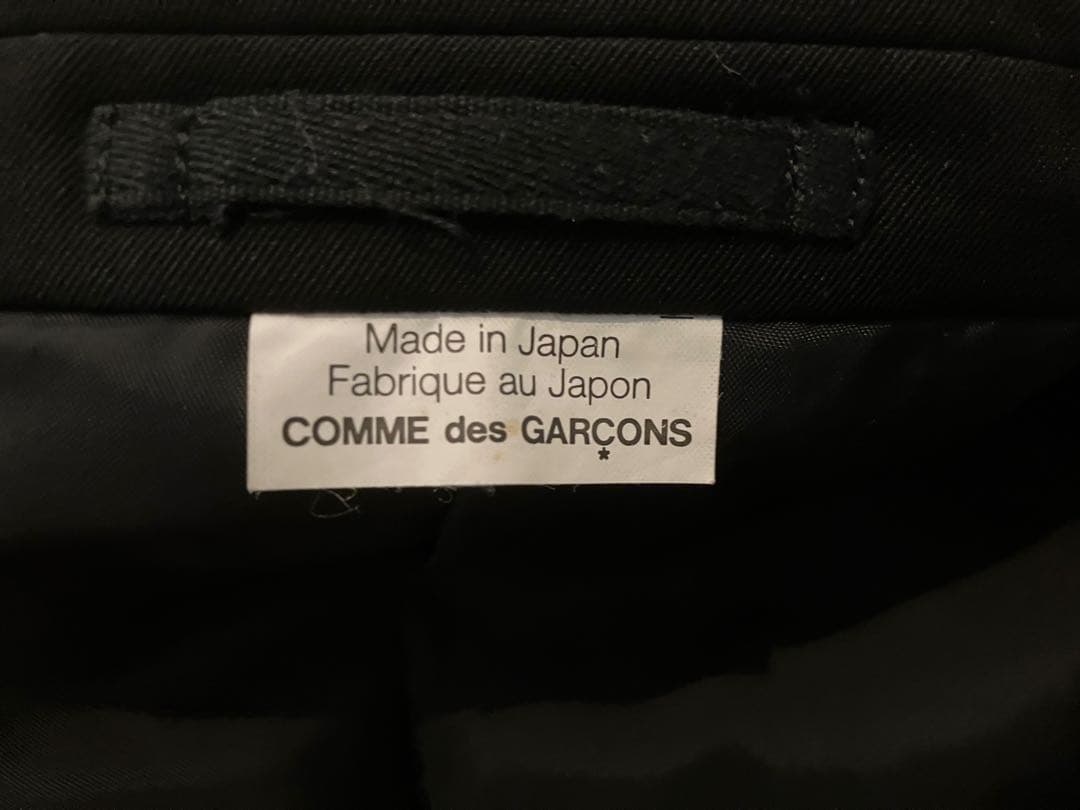 Made in Japan
Fabrique au Japon
COMME des GARÇONS
*